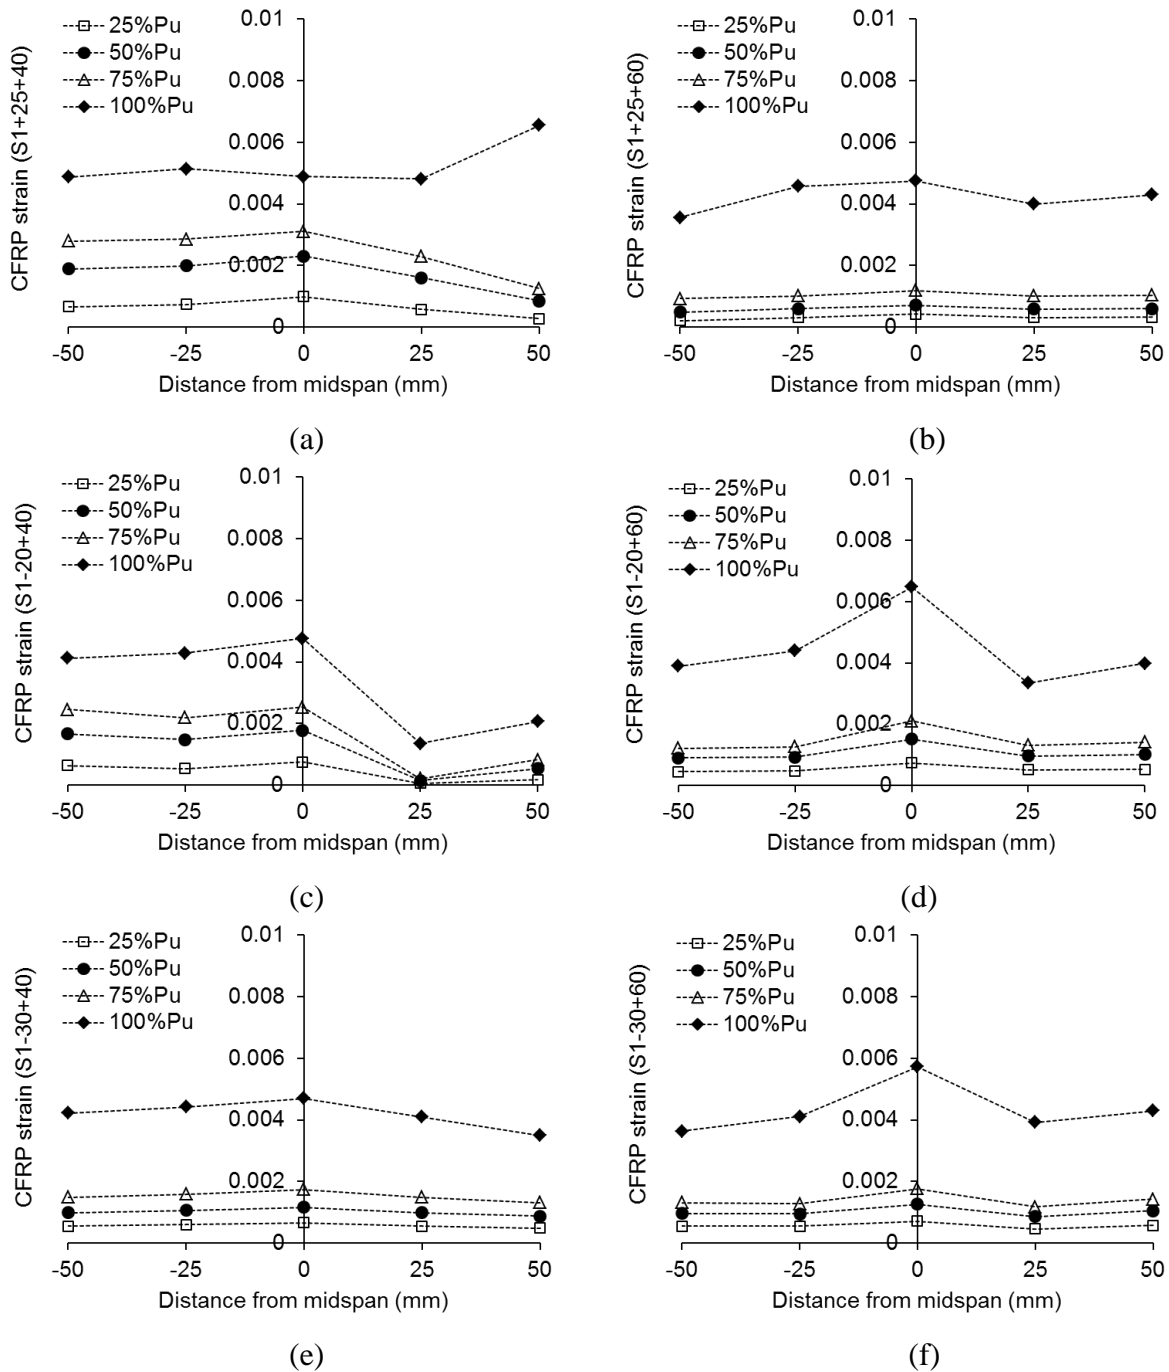 CFRP strain (S1+25+40)
25%Pu
50%Pu
75%Pu
100%Pu
0.01
0.008
0.006
0.004
0.002
0
-50 -25 0 25 50
Distance from midspan (mm)
(a)
CFRP strain (S1+25+60)
25%Pu
50%Pu
75%Pu
100%Pu
0.01
0.008
0.006
0.004
0.002
0
-50 -25 0 25 50
Distance from midspan (mm)
(b)
CFRP strain (S1-20+40)
25%Pu
50%Pu
75%Pu
100%Pu
0.01
0.008
0.006
0.004
0.002
0
-50 -25 0 25 50
Distance from midspan (mm)
(c)
CFRP strain (S1-20+60)
25%Pu
50%Pu
75%Pu
100%Pu
0.01
0.008
0.006
0.004
0.002
0
-50 -25 0 25 50
Distance from midspan (mm)
(d)
CFRP strain (S1-30+40)
25%Pu
50%Pu
75%Pu
100%Pu
0.01
0.008
0.006
0.004
0.002
0
-50 -25 0 25 50
Distance from midspan (mm)
(e)
CFRP strain (S1-30+60)
25%Pu
50%Pu
75%Pu
100%Pu
0.01
0.008
0.006
0.004
0.002
0
-50 -25 0 25 50
Distance from midspan (mm)
(f)